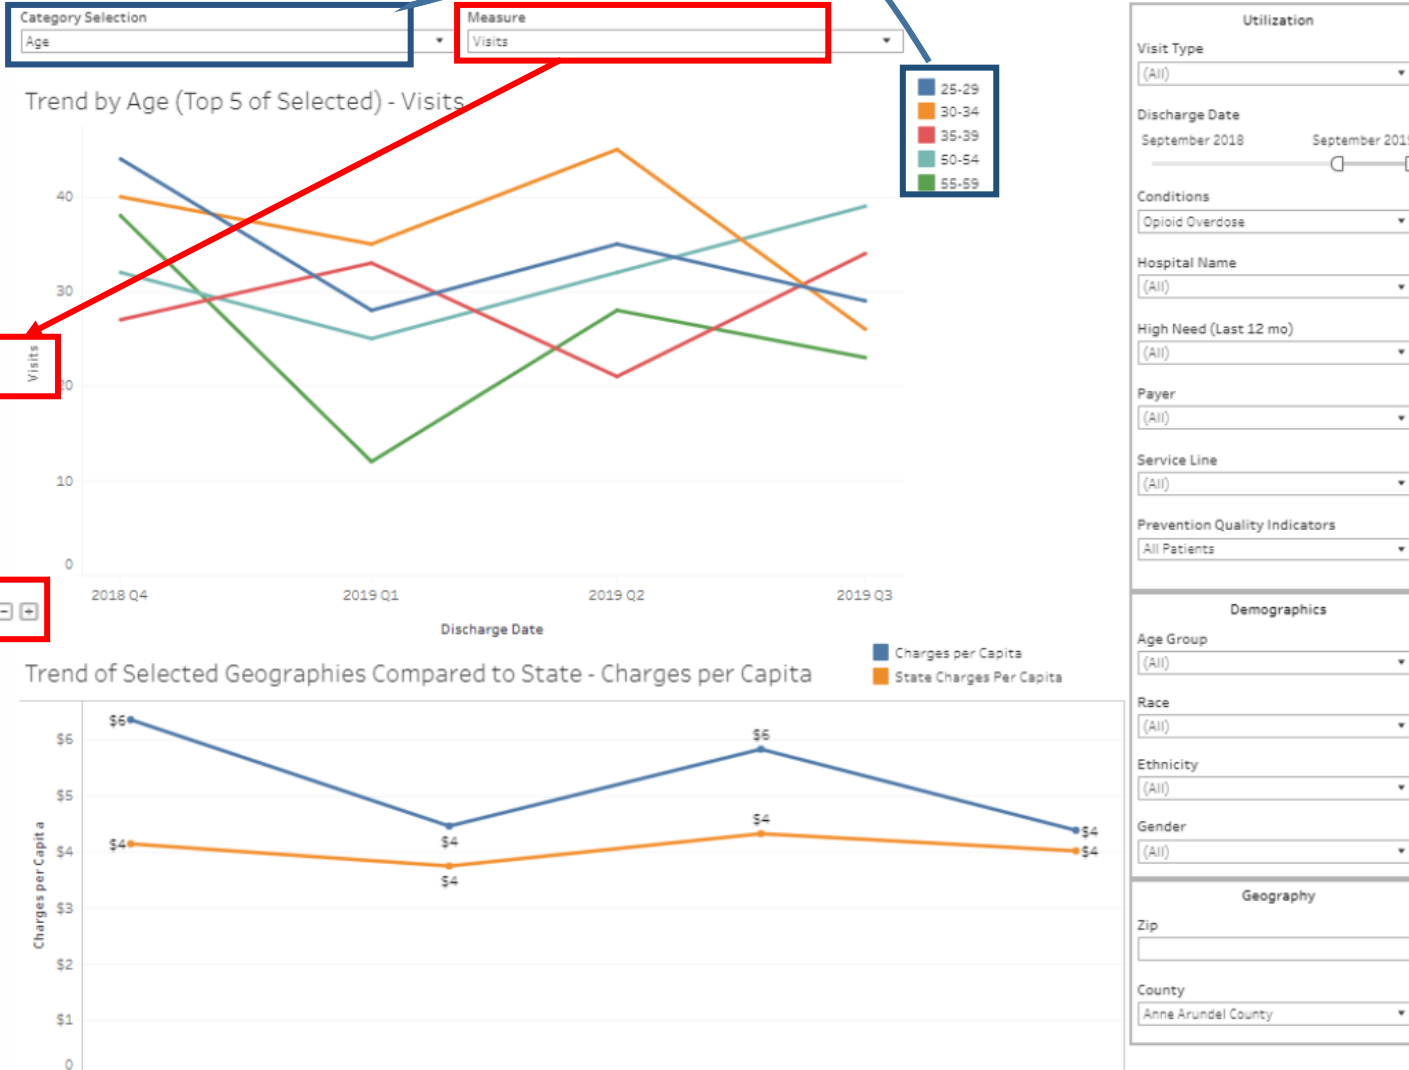 Category Selection
Age
Measure
Visits
Trend by Age (Top 5 of Selected) - Visits
25-29
30-34
35-39
50-54
55-59
40
30
20
10
0
Visits
2018 Q4
2019 Q1
2019 Q2
2019 Q3
Discharge Date
Trend of Selected Geographies Compared to State - Charges per Capita
Charges per Capita
State Charges Per Capita
$6
$5
$4
$3
$2
$1
0
Charges per Capita
$6
$4
$6
$4
$4
$4
$4
$4
Utilization
Visit Type
(All)
Discharge Date
September 2018
September 2019
Conditions
Opioid Overdose
Hospital Name
(All)
High Need (Last 12 mo)
(All)
Payer
(All)
Service Line
(All)
Prevention Quality Indicators
All Patients
Demographics
Age Group
(All)
Race
(All)
Ethnicity
(All)
Gender
(All)
Geography
Zip
County
Anne Arundel County